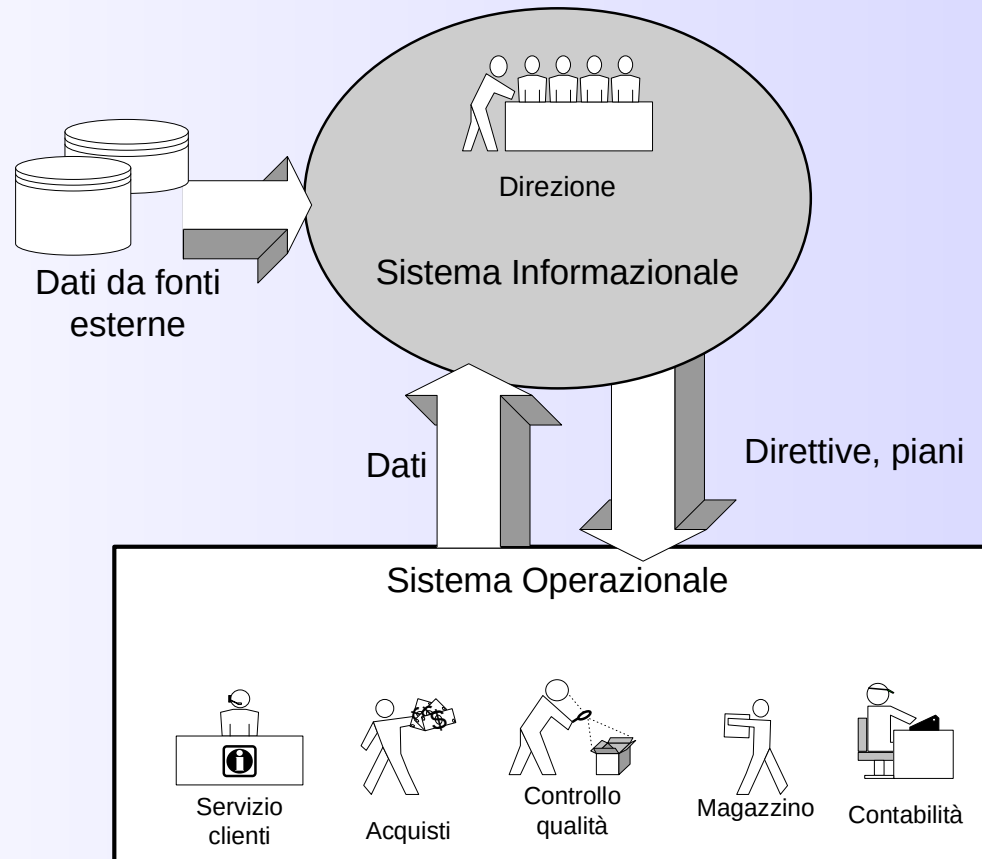 Direzione
Sistema Informazionale
Dati da fonti
esterne
Dati
Direttive, piani
Sistema Operazionale
Servizio
clienti
Acquisti
Controllo
qualità
Magazzino
Contabilità